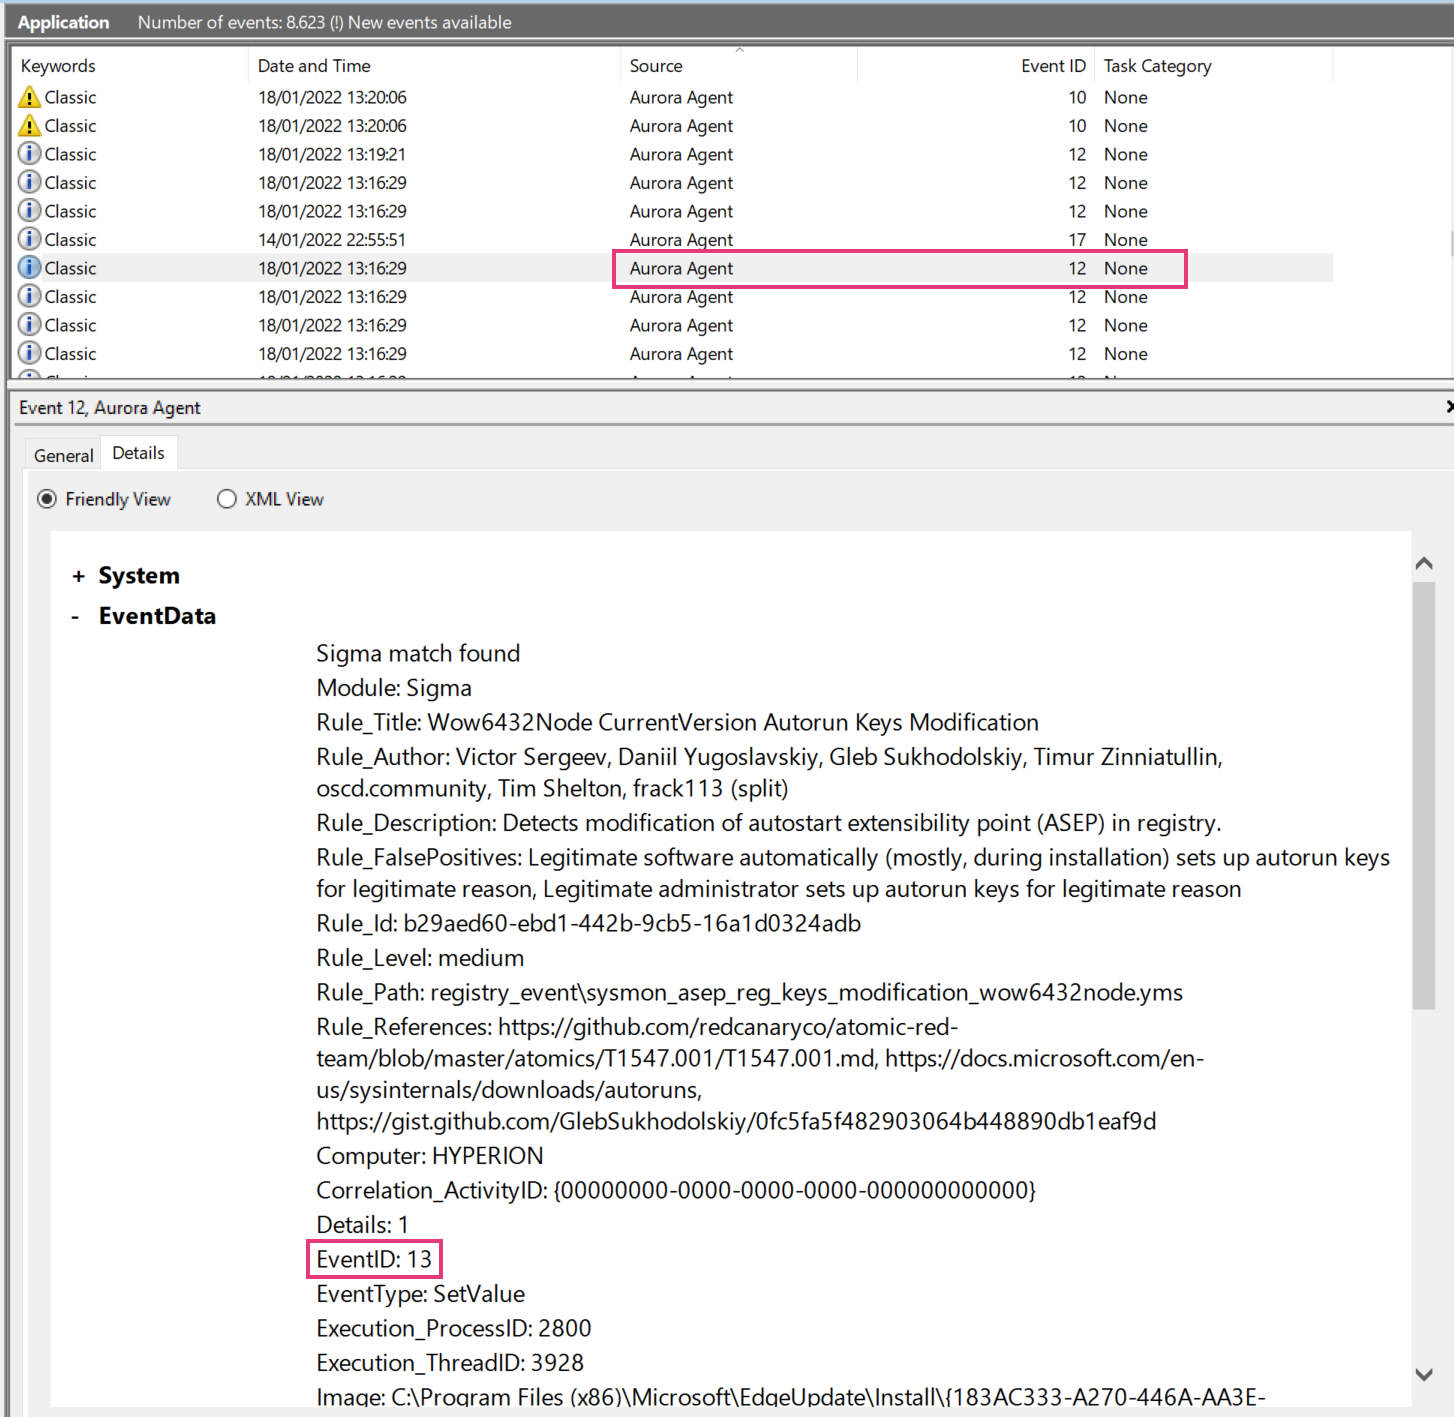 Application Number of events: 8.623 (!) New events available
Keywords Date and Time Source Event ID Task Category
Classic 18/01/2022 13:20:06 Aurora Agent 10 None
Classic 18/01/2022 13:20:06 Aurora Agent 10 None
Classic 18/01/2022 13:19:21 Aurora Agent 12 None
Classic 18/01/2022 13:16:29 Aurora Agent 12 None
Classic 18/01/2022 13:16:29 Aurora Agent 12 None
Classic 14/01/2022 22:55:51 Aurora Agent 17 None
Classic 18/01/2022 13:16:29 Aurora Agent 12 None
Classic 18/01/2022 13:16:29 Aurora Agent 12 None
Classic 18/01/2022 13:16:29 Aurora Agent 12 None
Classic 18/01/2022 13:16:29 Aurora Agent 12 None
Event 12, Aurora Agent
General Details
Friendly View XML View
+ System
- EventData
Sigma match found
Module: Sigma
Rule_Title: Wow6432Node CurrentVersion Autorun Keys Modification
Rule_Author: Victor Sergeev, Daniil Yugoslavskiy, Gleb Sukhodolskiy, Timur Zinniatullin,
oscd.community, Tim Shelton, frack113 (split)
Rule_Description: Detects modification of autostart extensibility point (ASEP) in registry.
Rule_FalsePositives: Legitimate software automatically (mostly, during installation) sets up autorun keys
for legitimate reason, Legitimate administrator sets up autorun keys for legitimate reason
Rule_Id: b29aed60-ebd1-442b-9cb5-16a1d0324adb
Rule_Level: medium
Rule_Path: registry_event\sysmon_asep_reg_keys_modification_wow6432node.yms
Rule_References: https://github.com/redcanaryco/atomic-red-
team/blob/master/atomics/T1547.001/T1547.001.md, https://docs.microsoft.com/en-
us/sysinternals/downloads/autoruns,
https://gist.github.com/GlebSukhodolskiy/0fc5fa5f482903064b448890db1eaf9d
Computer: HYPERION
Correlation_ActivityID: {00000000-0000-0000-0000-000000000000}
Details: 1
EventID: 13
EventType: SetValue
Execution_ProcessID: 2800
Execution_ThreadID: 3928
Image: C:\Program Files (x86)\Microsoft\EdgeUpdate\Install\{183AC333-A270-446A-AA3E-